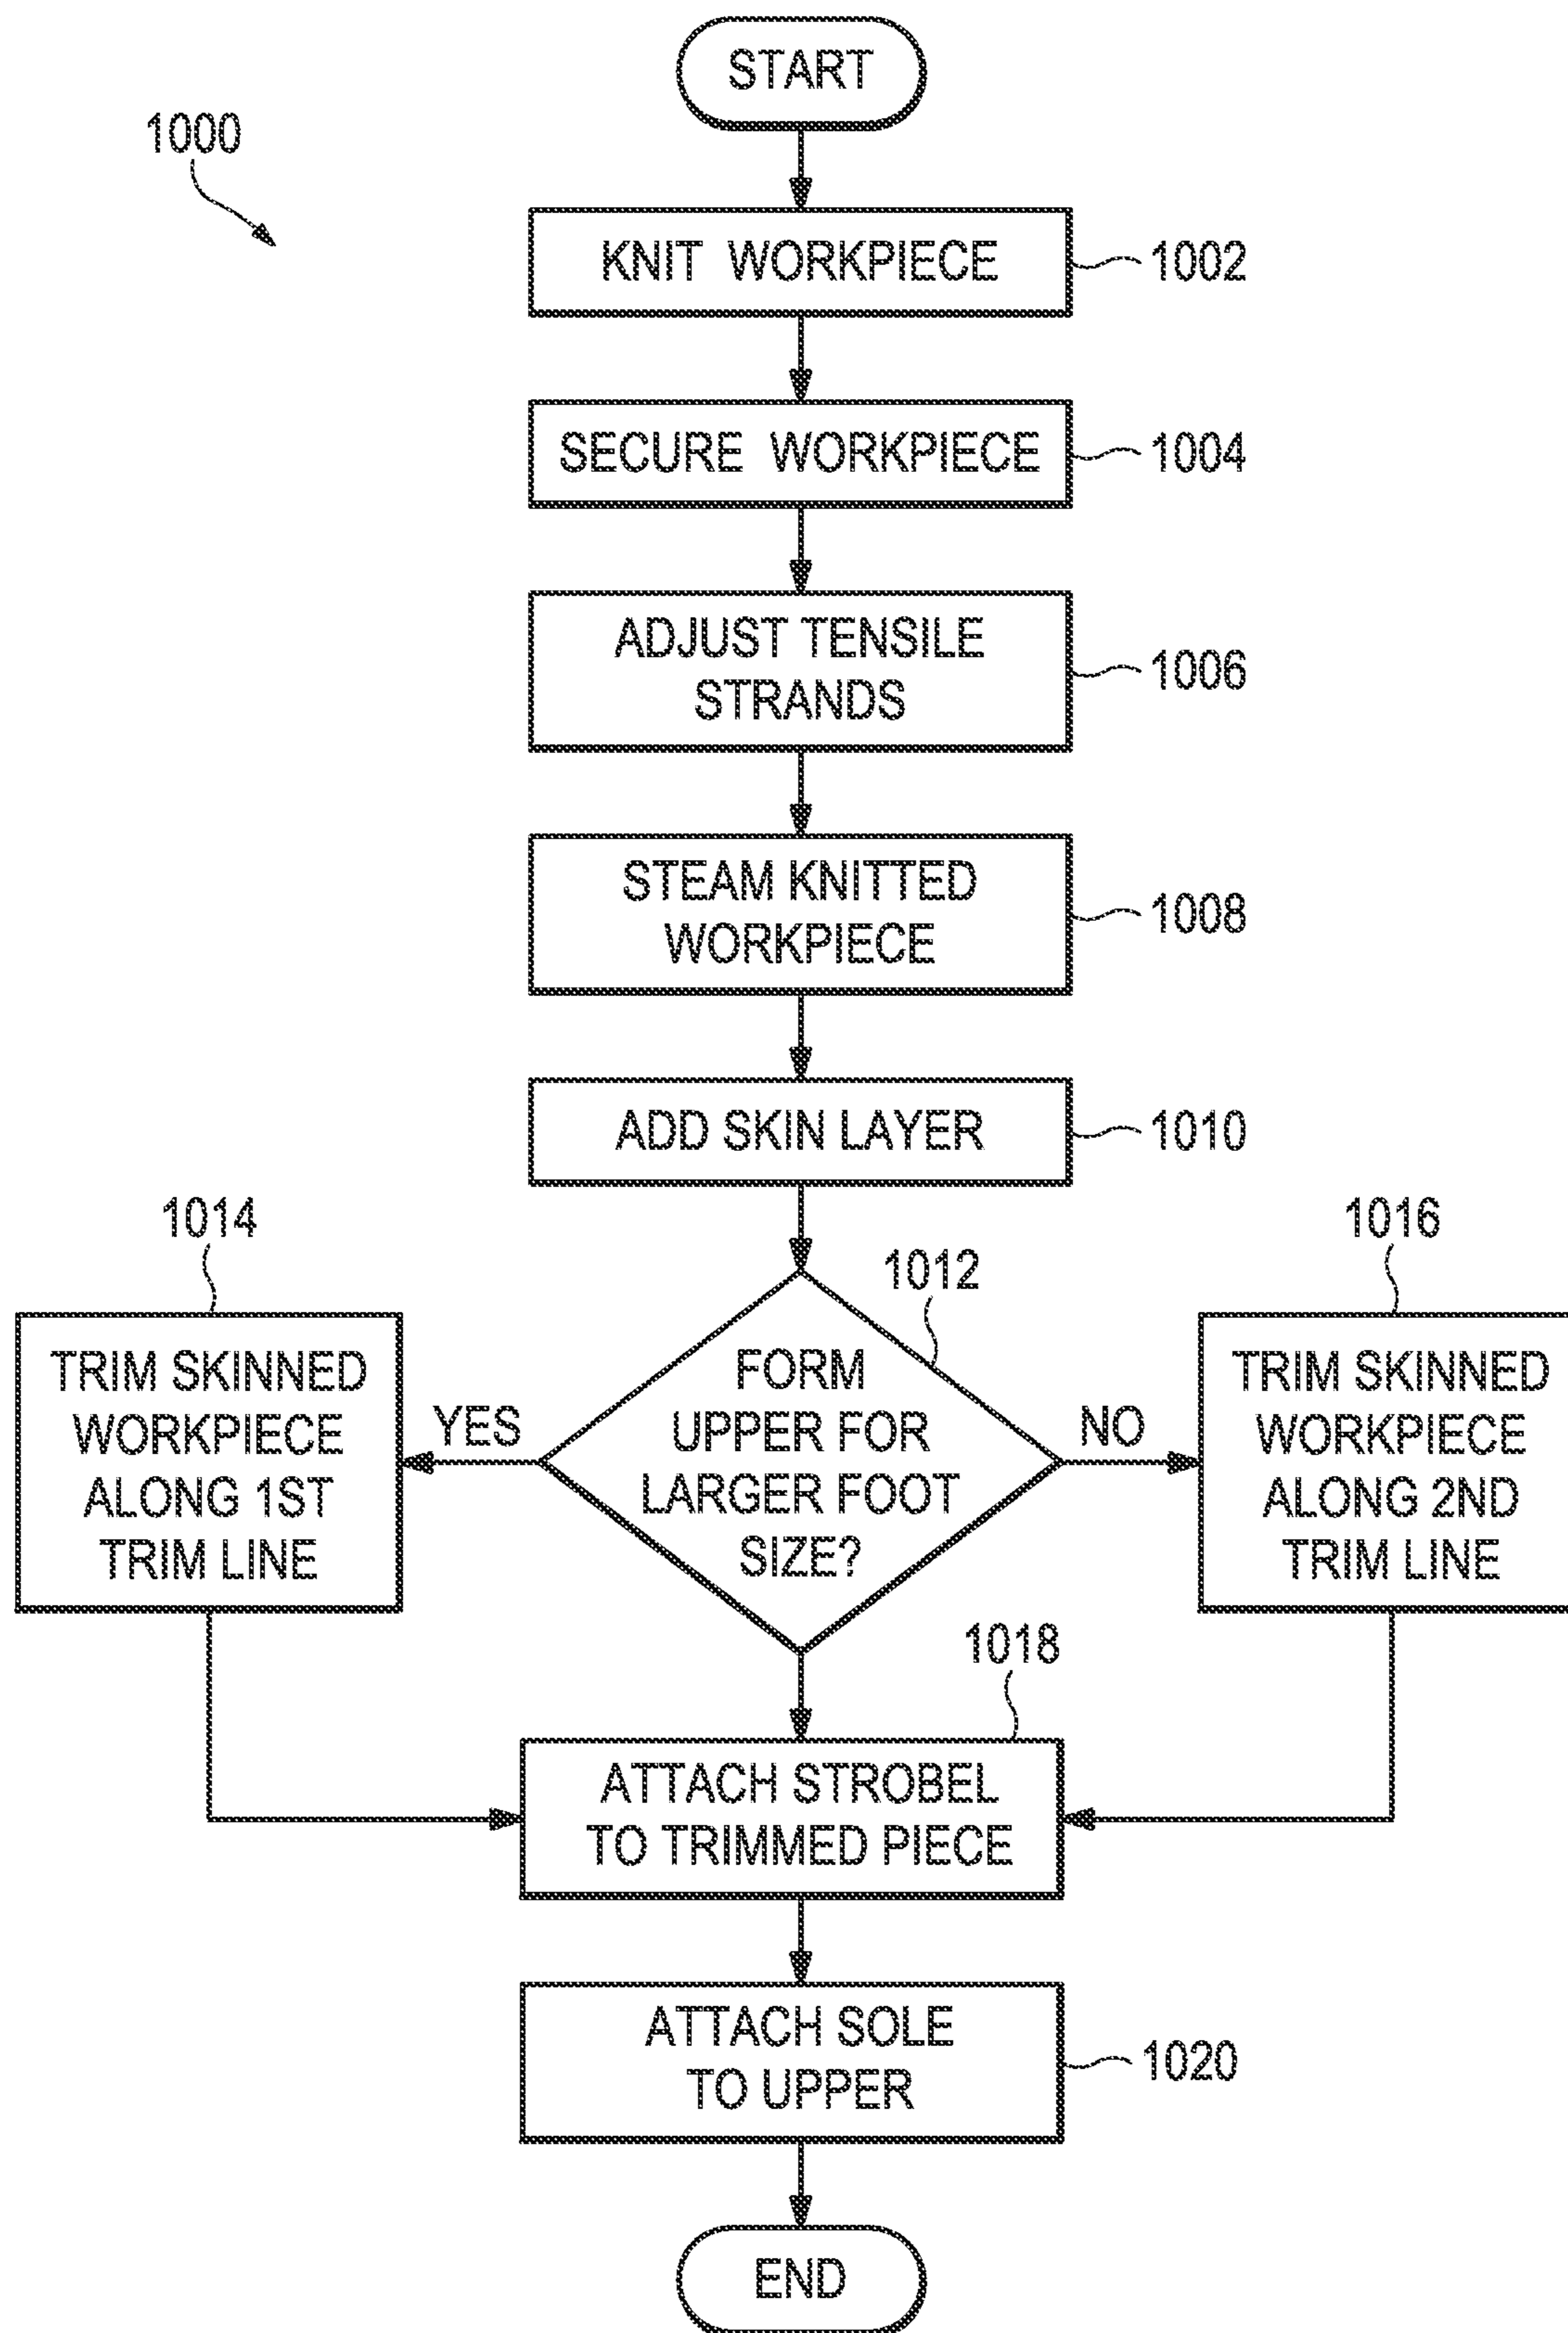 START
1000
KNIT WORKPIECE
1002
SECURE WORKPIECE
1004
ADJUST TENSILE
STRANDS
1006
STEAM KNITTED
WORKPIECE
1008
ADD SKIN LAYER
1010
1014
TRIM SKINNED
WORKPIECE
ALONG 1ST
TRIM LINE
YES
1012
FORM
UPPER FOR
LARGER FOOT
SIZE?
NO
1016
TRIM SKINNED
WORKPIECE
ALONG 2ND
TRIM LINE
1018
ATTACH STROBEL
TO TRIMMED PIECE
ATTACH SOLE
TO UPPER
1020
END